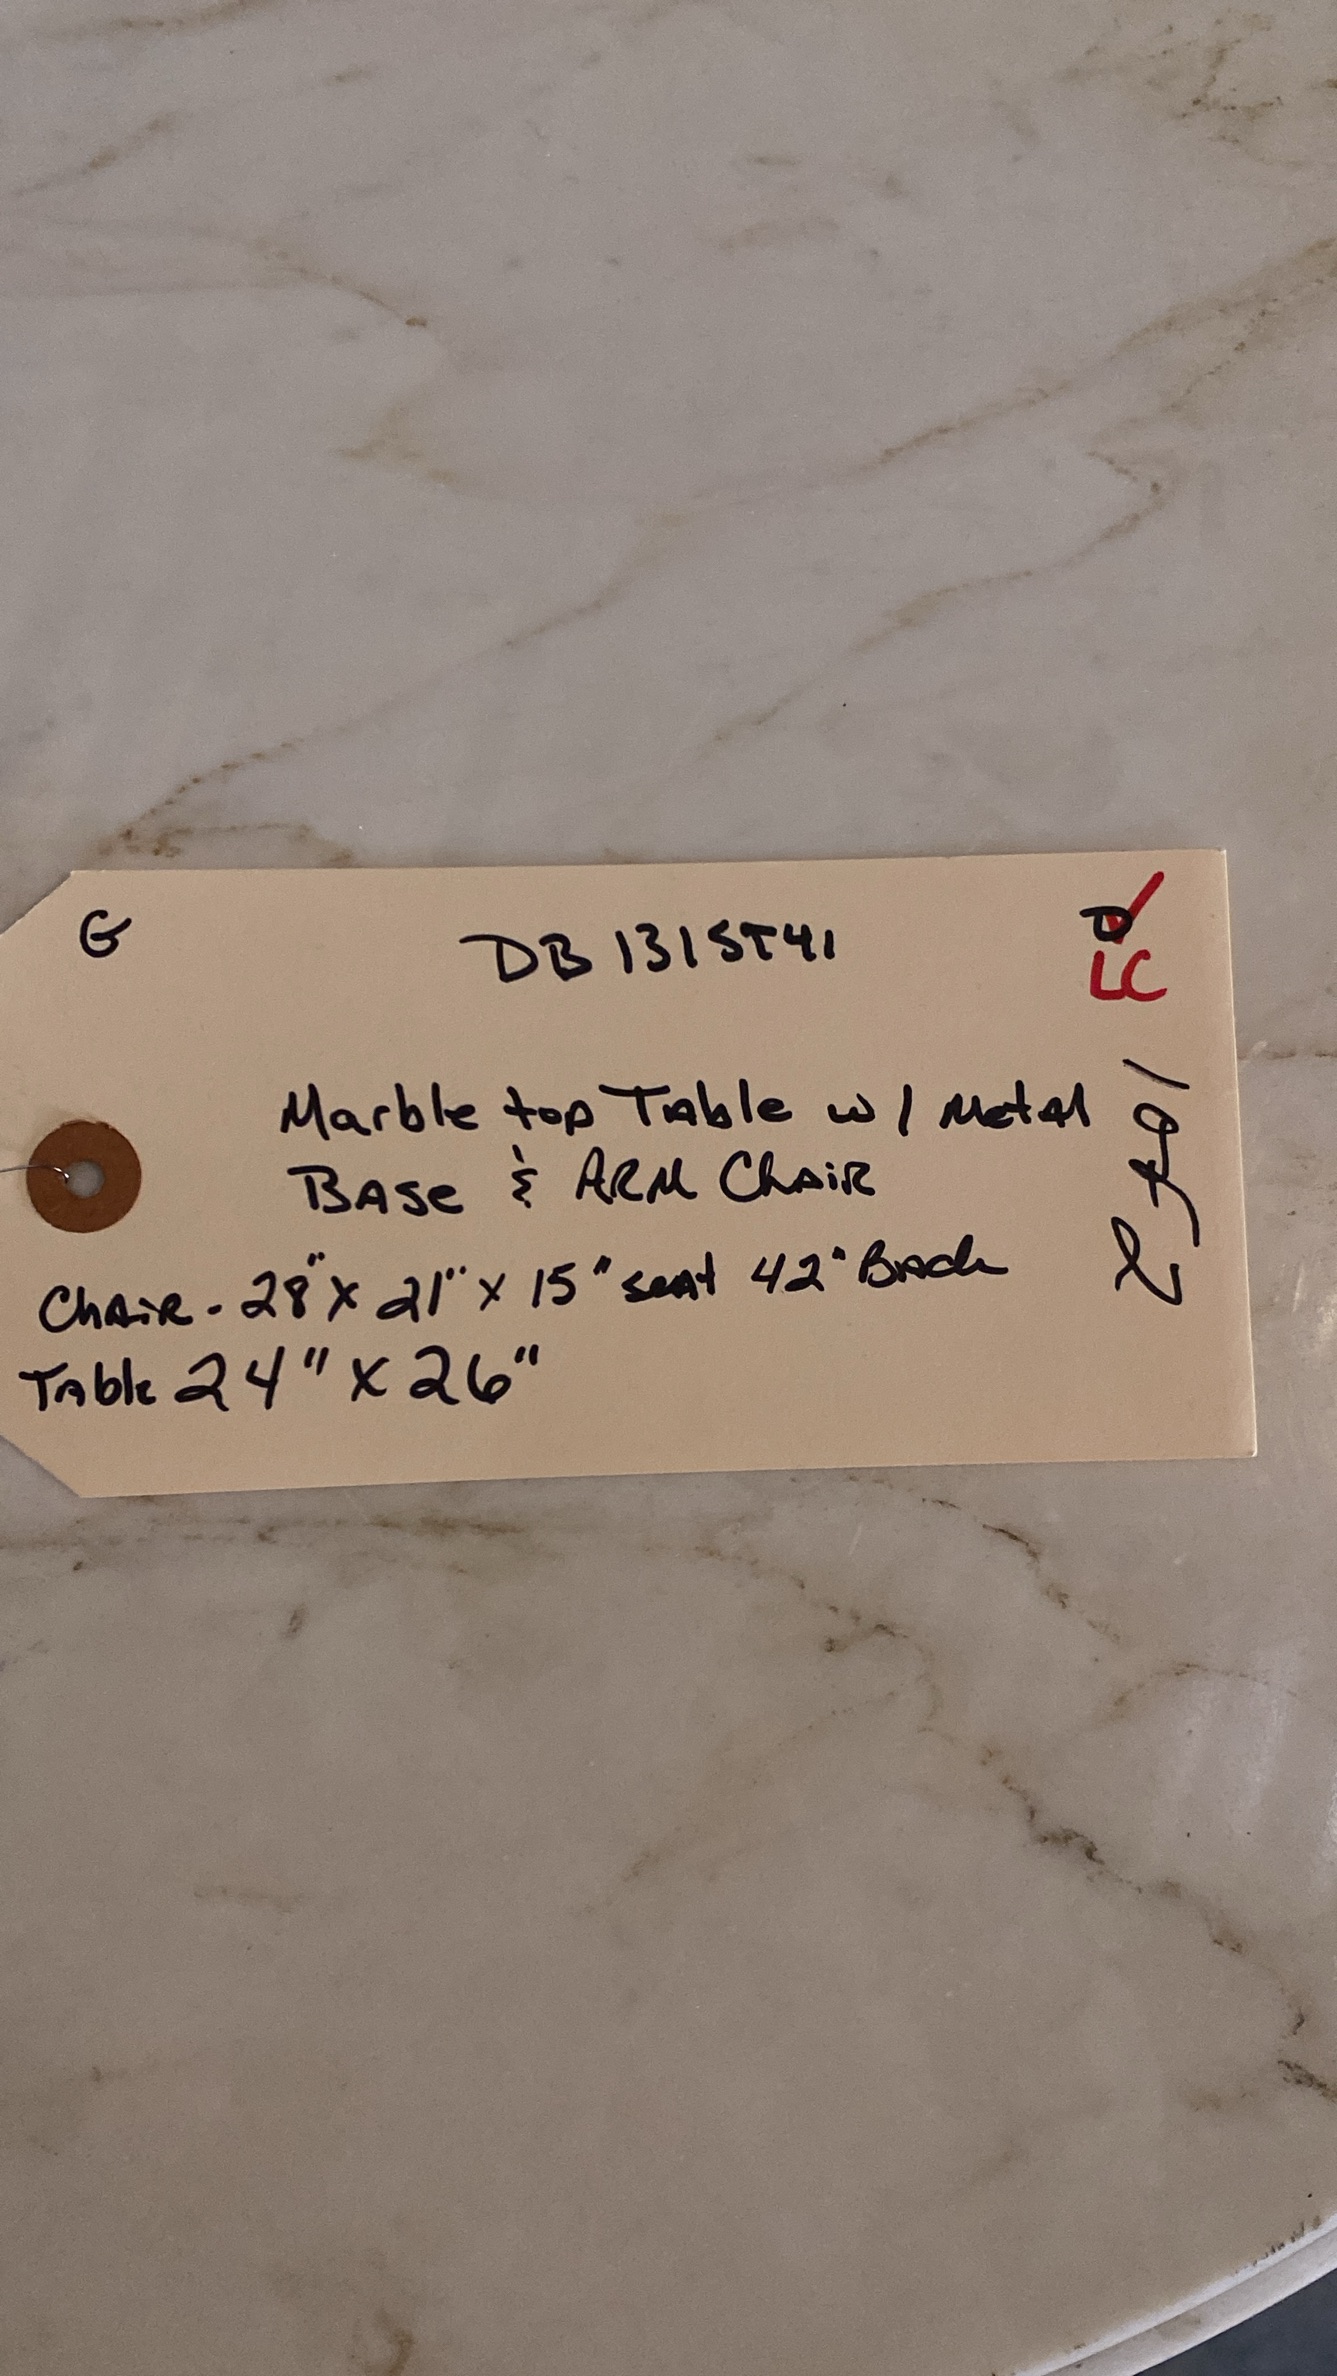 G
DB131ST41
D
LC
Marble top Table w/ Metal
BASe & ARM ChAiR
ChAiR - 28" x 21" x 15" seat 42" BAck
TAble 24" x 26"